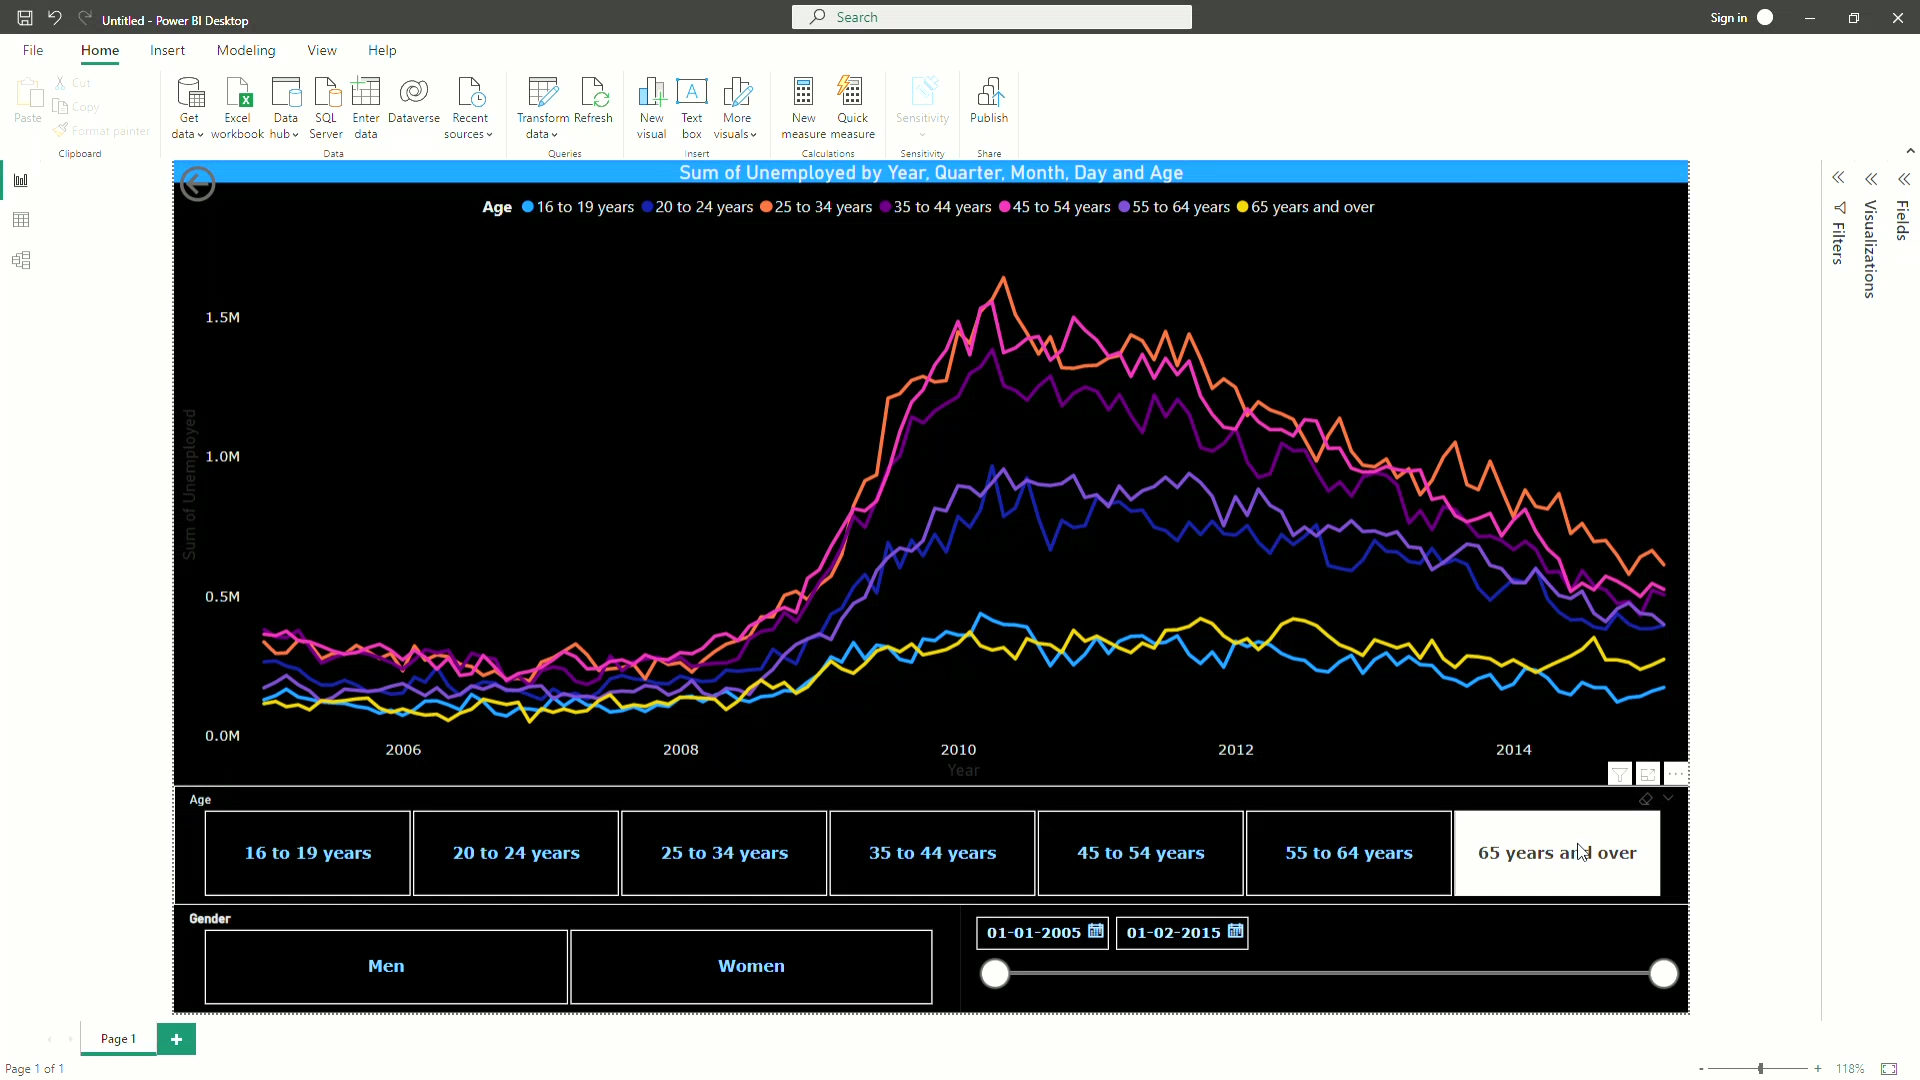 Untitled - Power BI Desktop
Search
Sign in
File Home Insert Modeling View Help
Paste
Cut
Copy
Format painter
Clipboard
Get data
Excel workbook
Data hub
SQL Server
Enter data
Dataverse
Recent sources
Data
Transform data
Refresh
Queries
New visual
Text box
More visuals
Insert
New measure
Quick measure
Calculations
Sensitivity
Sensitivity
Publish
Share
Sum of Unemployed by Year, Quarter, Month, Day and Age
Age 16 to 19 years 20 to 24 years 25 to 34 years 35 to 44 years 45 to 54 years 55 to 64 years 65 years and over
Filters
Visualizations
Fields
Sum of Unemployed
1.5M
1.0M
0.5M
0.0M
2006 2008 2010 2012 2014
Year
Age
16 to 19 years 20 to 24 years 25 to 34 years 35 to 44 years 45 to 54 years 55 to 64 years 65 years and over
Gender
Men Women
01-01-2005 01-02-2015
Page 1
Page 1 of 1
118%